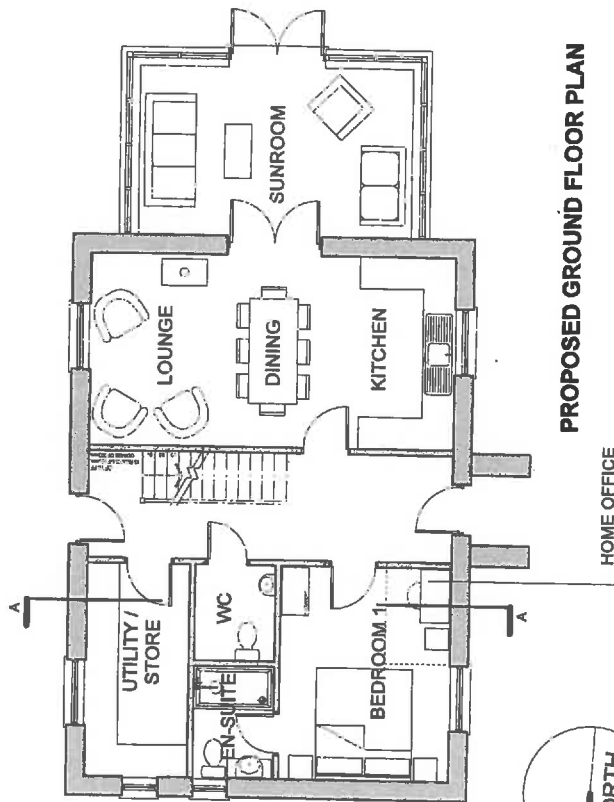 SUNROOM
LOUNGE
DINING
KITCHEN
UTILITY /
STORE
WC
EN-SUITE
BEDROOM 1
A
A
HOME OFFICE
PROPOSED GROUND FLOOR PLAN